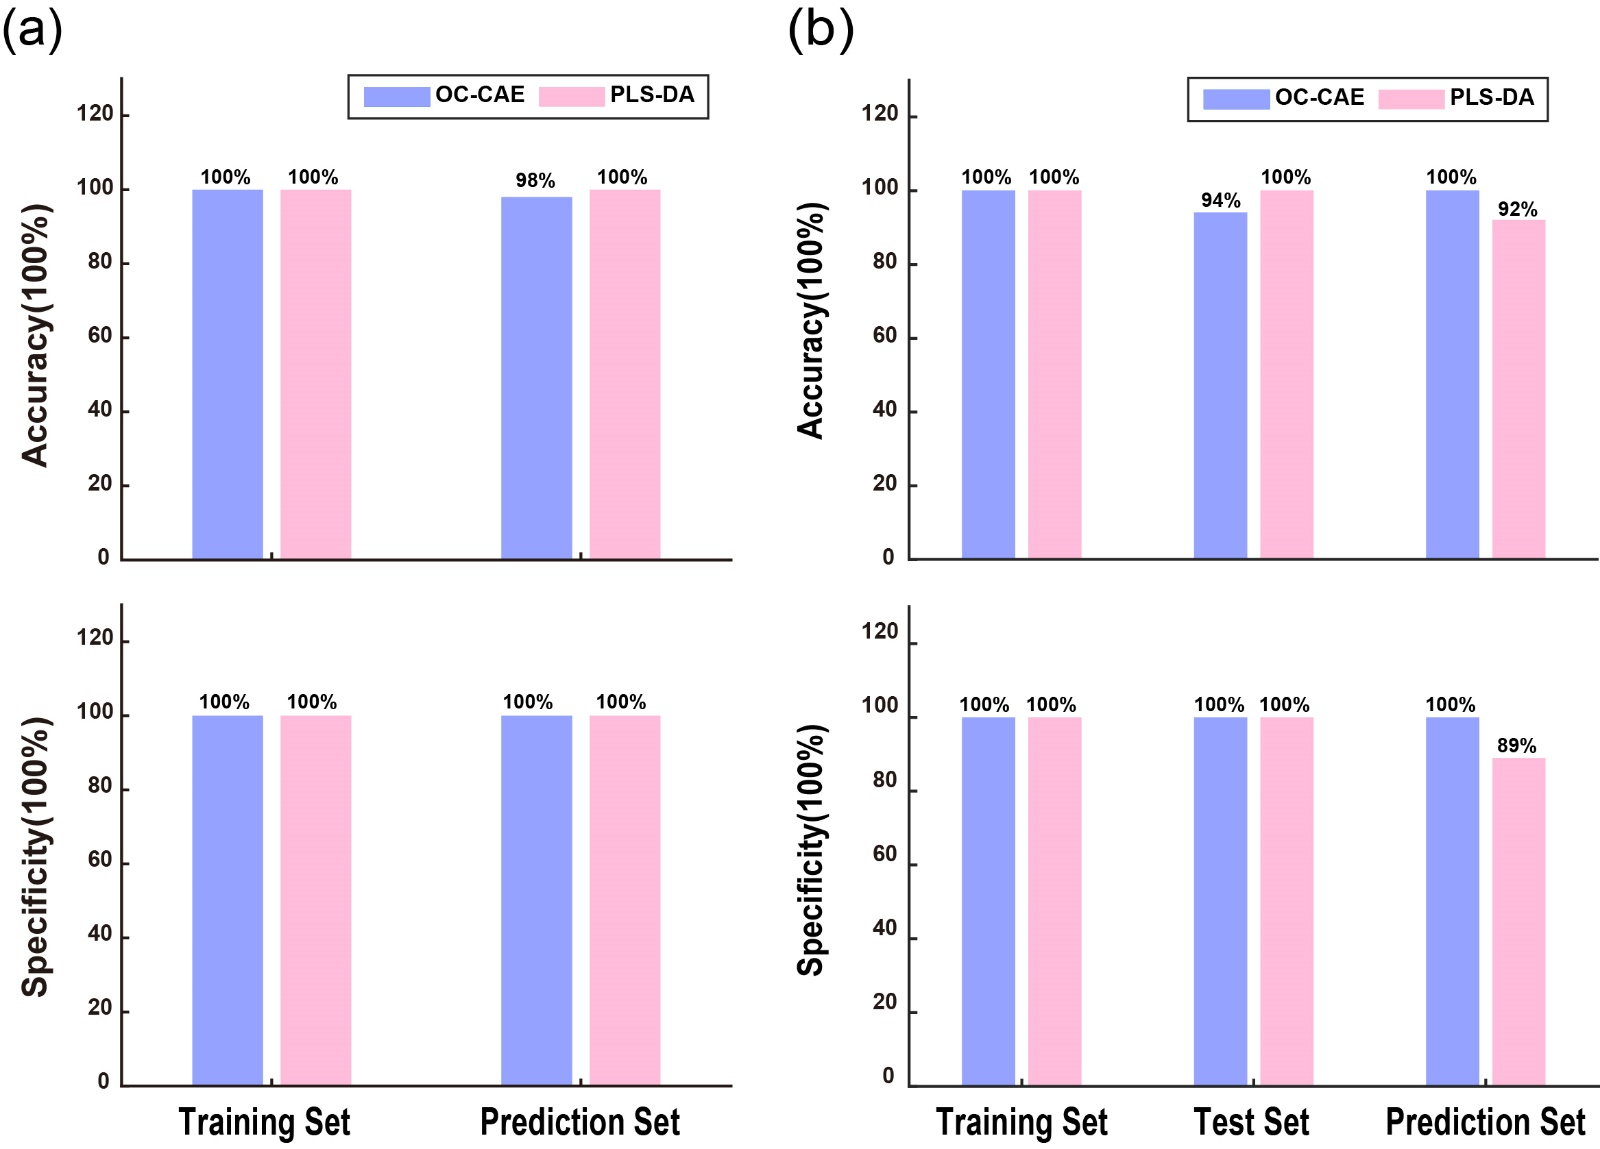 (a)
OC-CAE PLS-DA
120
100
80
60
40
20
0
Accuracy(100%)
100% 100% 98% 100%
120
100
80
60
40
20
0
Specificity(100%)
100% 100% 100% 100%
Training Set Prediction Set
(b)
OC-CAE PLS-DA
120
100
80
60
40
20
0
Accuracy(100%)
100% 100% 94% 100% 100% 92%
120
100
80
60
40
20
0
Specificity(100%)
100% 100% 100% 100% 100% 89%
Training Set Test Set Prediction Set